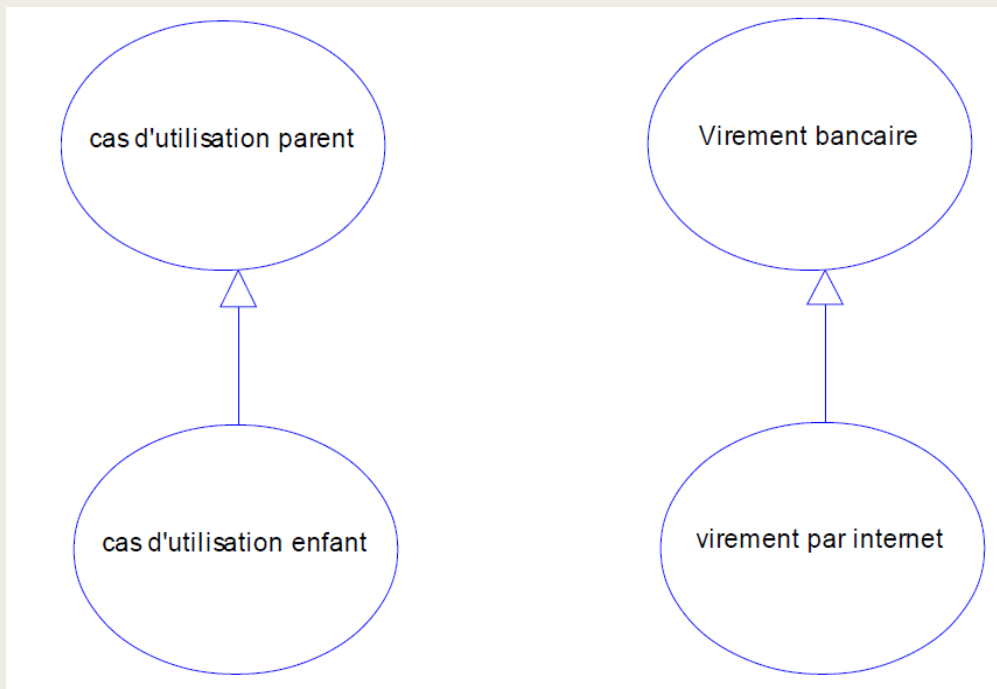 cas d'utilisation parent
Virement bancaire
cas d'utilisation enfant
virement par internet